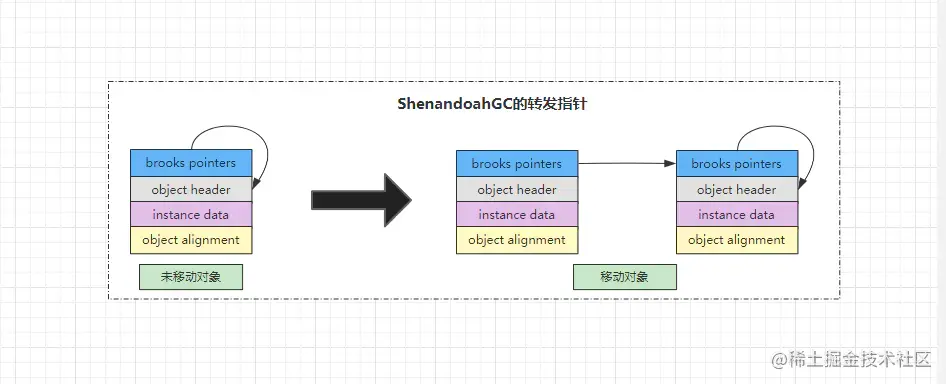 ShenandoahGC的转发指针
brooks pointers
object header
instance data
object alignment
未移动对象
brooks pointers
object header
instance data
object alignment
brooks pointers
object header
instance data
object alignment
移动对象
@稀土掘金技术社区